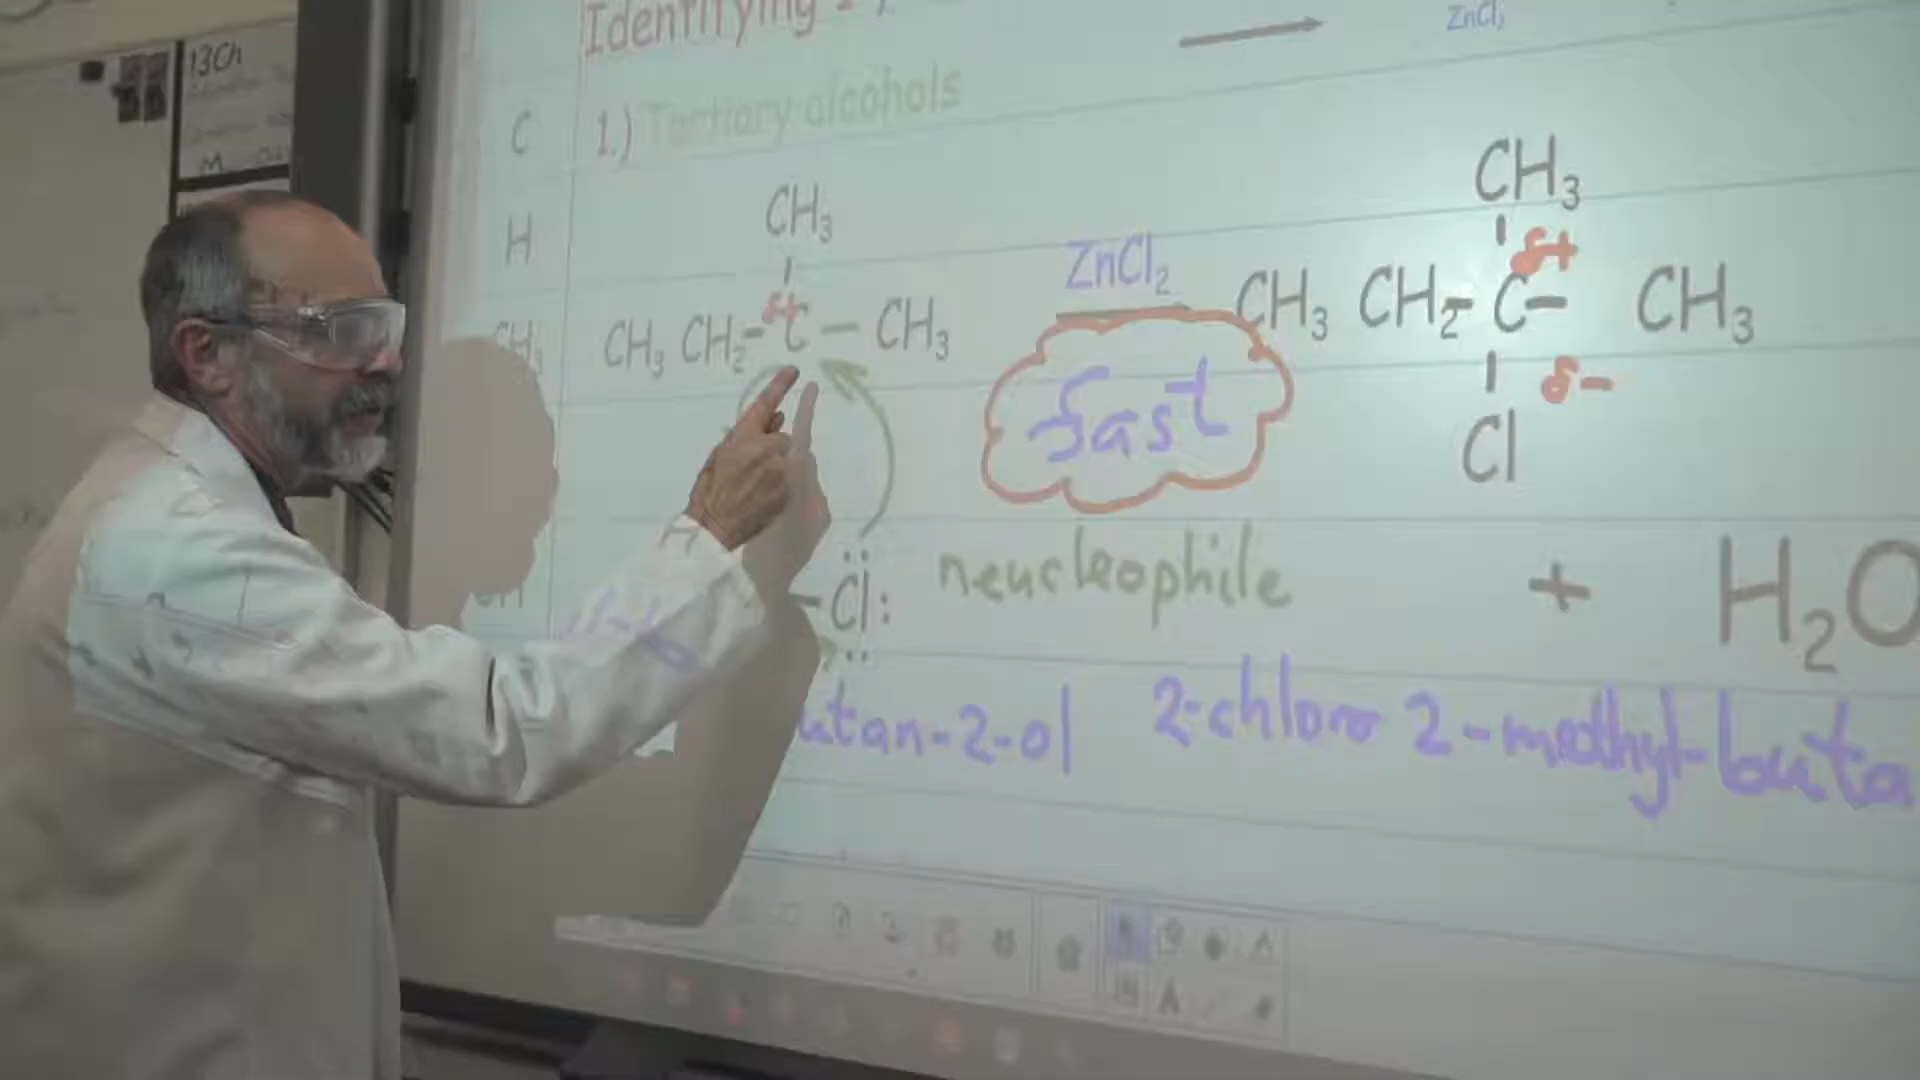 Identifying
ZnCl2
13Ch
M
C
1.) Tertiary alcohols
CH3
CH3
H
ZnCl2
δ+
δ+
CH3 CH2-C-CH3
CH3 CH2-C- CH3
CH3
fast
δ-
Cl
-Cl:
neucleophile
+
H2O
utan-2-ol
2-chloro 2-methyl-buta